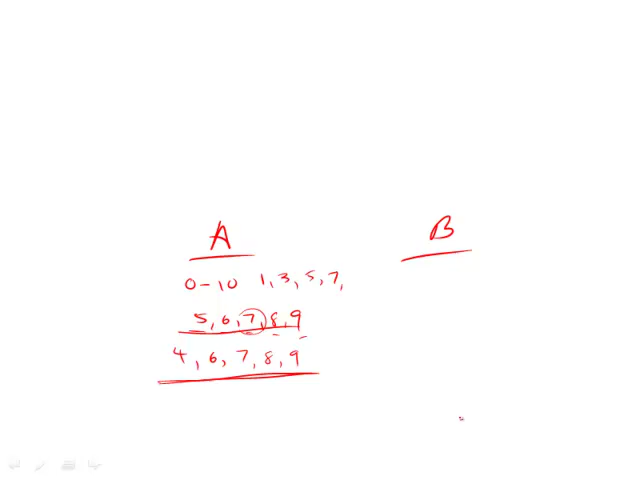 A
B
0-10 1, 3, 5, 7,
5, 6, 7, 8, 9
4, 6, 7, 8, 9